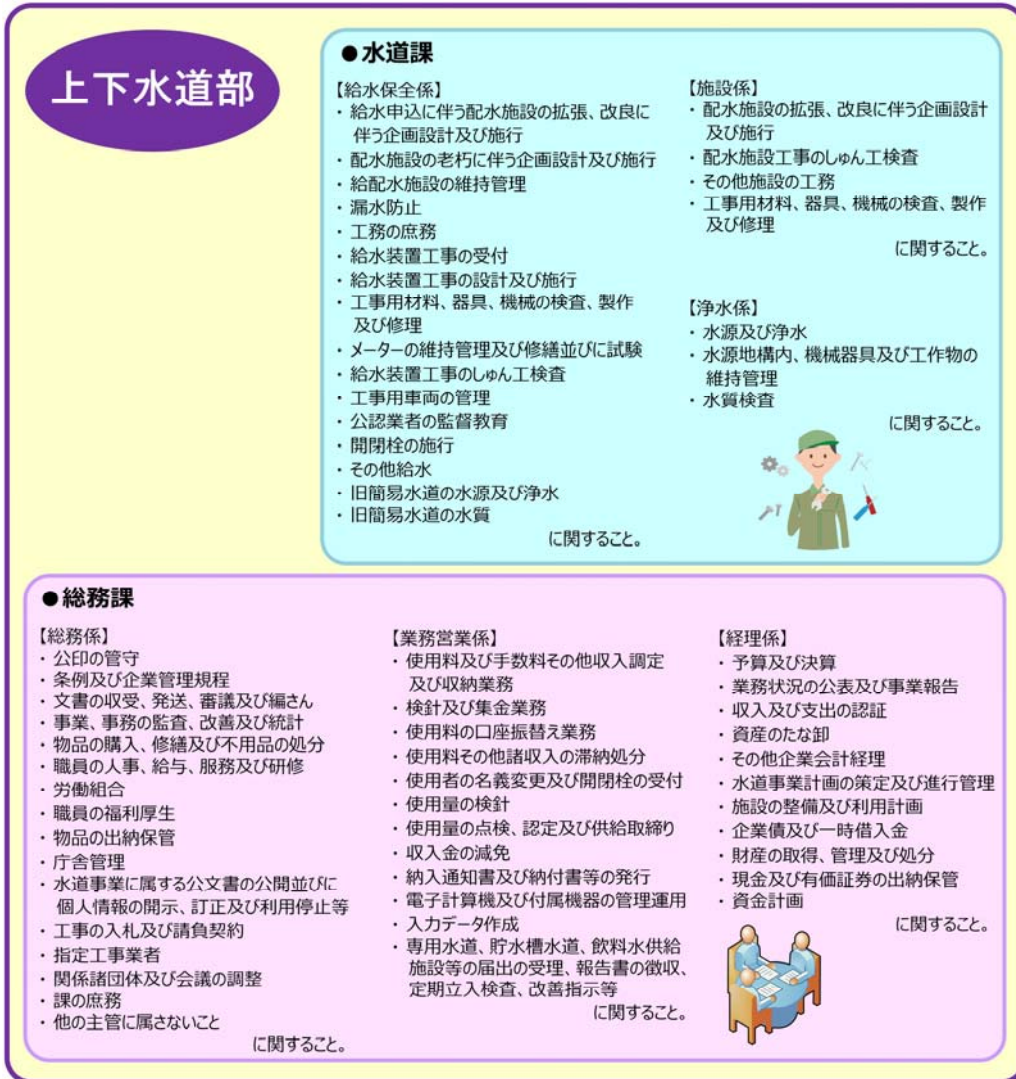 上下水道部
●水道課
【給水保全係】
・ 給水申込に伴う配水施設の拡張、改良に
伴う企画設計及び施行
・ 配水施設の老朽に伴う企画設計及び施行
・ 給配水施設の維持管理
・ 漏水防止
・ 工務の庶務
・ 給水装置工事の受付
・ 給水装置工事の設計及び施行
・ 工事用材料、器具、機械の検査、製作
及び修理
・ メーターの維持管理及び修繕並びに試験
・ 給水装置工事のしゅん工検査
・ 工事用車両の管理
・ 公認業者の監督教育
・ 開閉栓の施行
・ その他給水
・ 旧簡易水道の水源及び浄水
・ 旧簡易水道の水質
に関すること。
【施設係】
・ 配水施設の拡張、改良に伴う企画設計
及び施行
・ 配水施設工事のしゅん工検査
・ その他施設の工務
・ 工事用材料、器具、機械の検査、製作
及び修理
に関すること。
【浄水係】
・ 水源及び浄水
・ 水源地構内、機械器具及び工作物の
維持管理
・ 水質検査
に関すること。
●総務課
【総務係】
・ 公印の管守
・ 条例及び企業管理規程
・ 文書の収受、発送、審議及び編さん
・ 事業、事務の監査、改善及び統計
・ 物品の購入、修繕及び不用品の処分
・ 職員の人事、給与、服務及び研修
・ 労働組合
・ 職員の福利厚生
・ 物品の出納保管
・ 庁舎管理
・ 水道事業に属する公文書の公開並びに
個人情報の開示、訂正及び利用停止等
・ 工事の入札及び請負契約
・ 指定工事業者
・ 関係諸団体及び会議の調整
・ 課の庶務
・ 他の主管に属さないこと
に関すること。
【業務営業係】
・ 使用料及び手数料その他収入調定
及び収納業務
・ 検針及び集金業務
・ 使用料の口座振替え業務
・ 使用料その他諸収入の滞納処分
・ 使用者の名義変更及び開閉栓の受付
・ 使用量の検針
・ 使用量の点検、認定及び供給取締り
・ 収入金の減免
・ 納入通知書及び納付書等の発行
・ 電子計算機及び付属機器の管理運用
・ 入力データ作成
・ 専用水道、貯水槽水道、飲料水供給
施設等の届出の受理、報告書の徴収、
定期立入検査、改善指示等
に関すること。
【経理係】
・ 予算及び決算
・ 業務状況の公表及び事業報告
・ 収入及び支出の認証
・ 資産のたな卸
・ その他企業会計経理
・ 水道事業計画の策定及び進行管理
・ 施設の整備及び利用計画
・ 企業債及び一時借入金
・ 財産の取得、管理及び処分
・ 現金及び有価証券の出納保管
・ 資金計画
に関すること。